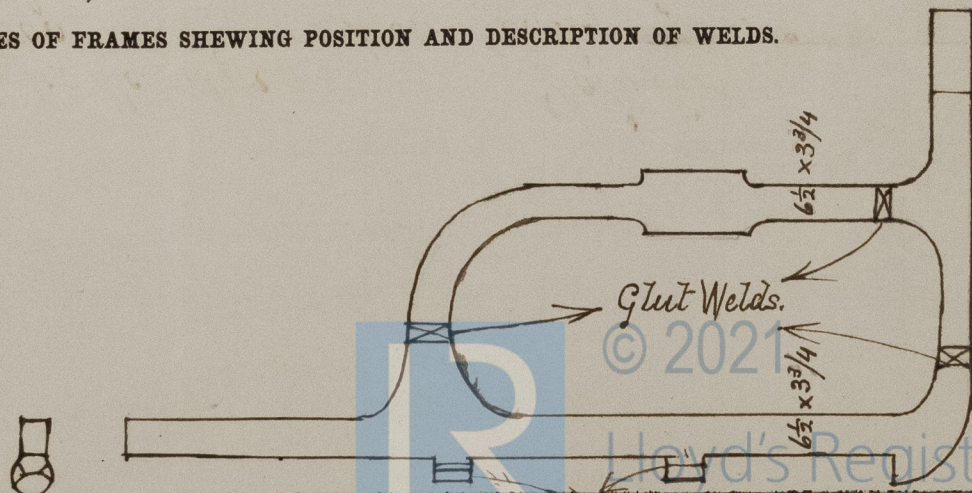 ES OF FRAMES SHEWING POSITION AND DESCRIPTION OF WELDS.
6½ x 3¾
Glut Welds.
© 2021
6½ x 3¾
Lloyd's Regist